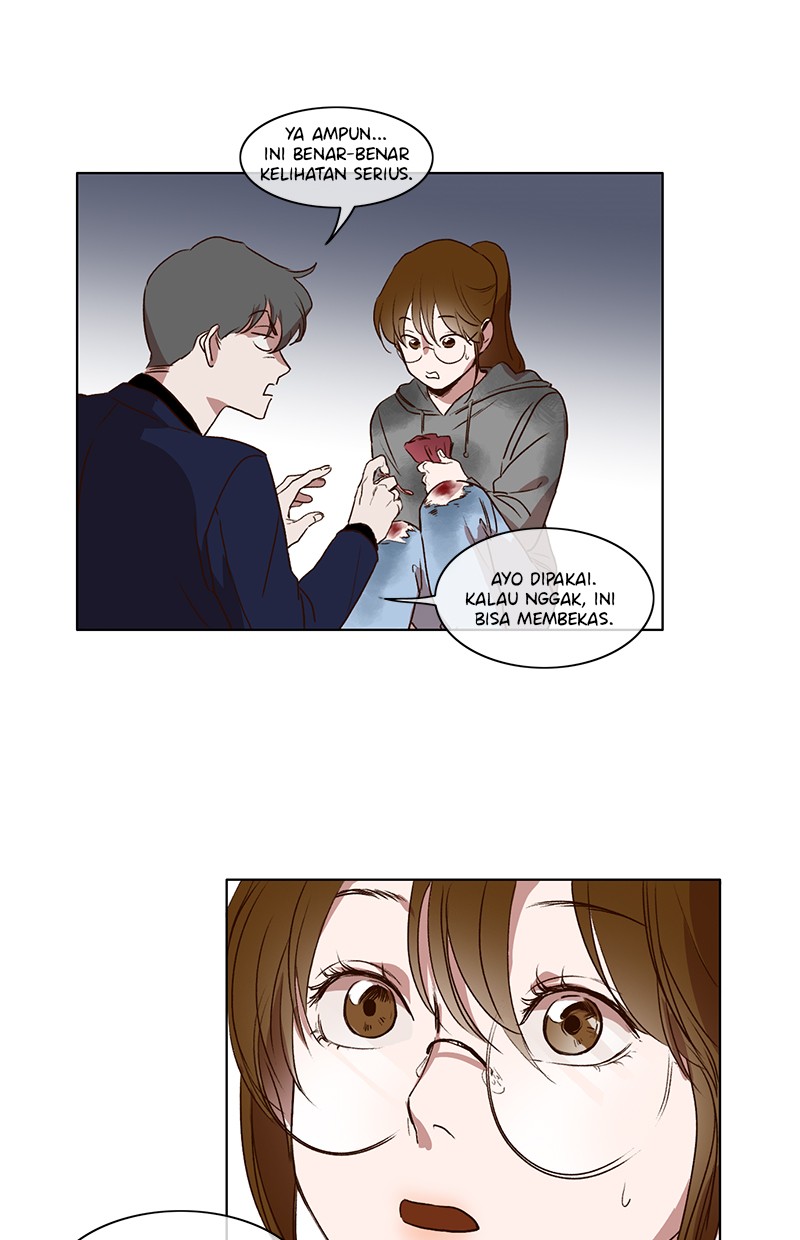 YA AMPUN...
INI BENAR-BENAR
KELIHATAN SERIUS.
AYO DIPAKAI.
KALAU NGGAK, INI
BISA MEMBEKAS.